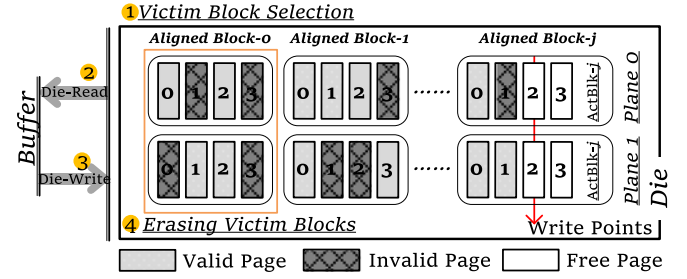 1 Victim Block Selection
Aligned Block-0 Aligned Block-1 Aligned Block-j
0 1 2 3 0 1 2 3 ...... 0 1 2 3 ActBlk-j Plane 0
2
Die-Read
Buffer
3
Die-Write
0 1 2 3 0 1 2 3 ...... 0 1 2 3 ActBlk-j Plane 1
Die
4 Erasing Victim Blocks
Write Points
Valid Page Invalid Page Free Page